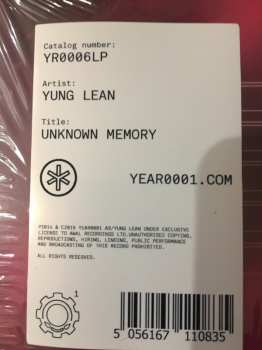 Catalog number:
YR0006LP
Artist:
YUNG LEAN
Title:
UNKNOWN MEMORY
YEAR0001.COM
P2014 & C2019 YEAR0001 AB/YUNG LEAN UNDER EXCLUSIVE
LICENSE TO AWAL RECORDINGS LTD.UNAUTHORISED COPYING,
REPRODUCTIONS, HIRING, LENDING, PUBLIC PERFORMANCE
AND BROADCASTING OF THIS RECORD PROHIBITED.
ALL RIGHTS RESERVED.
1
5 056167 110835